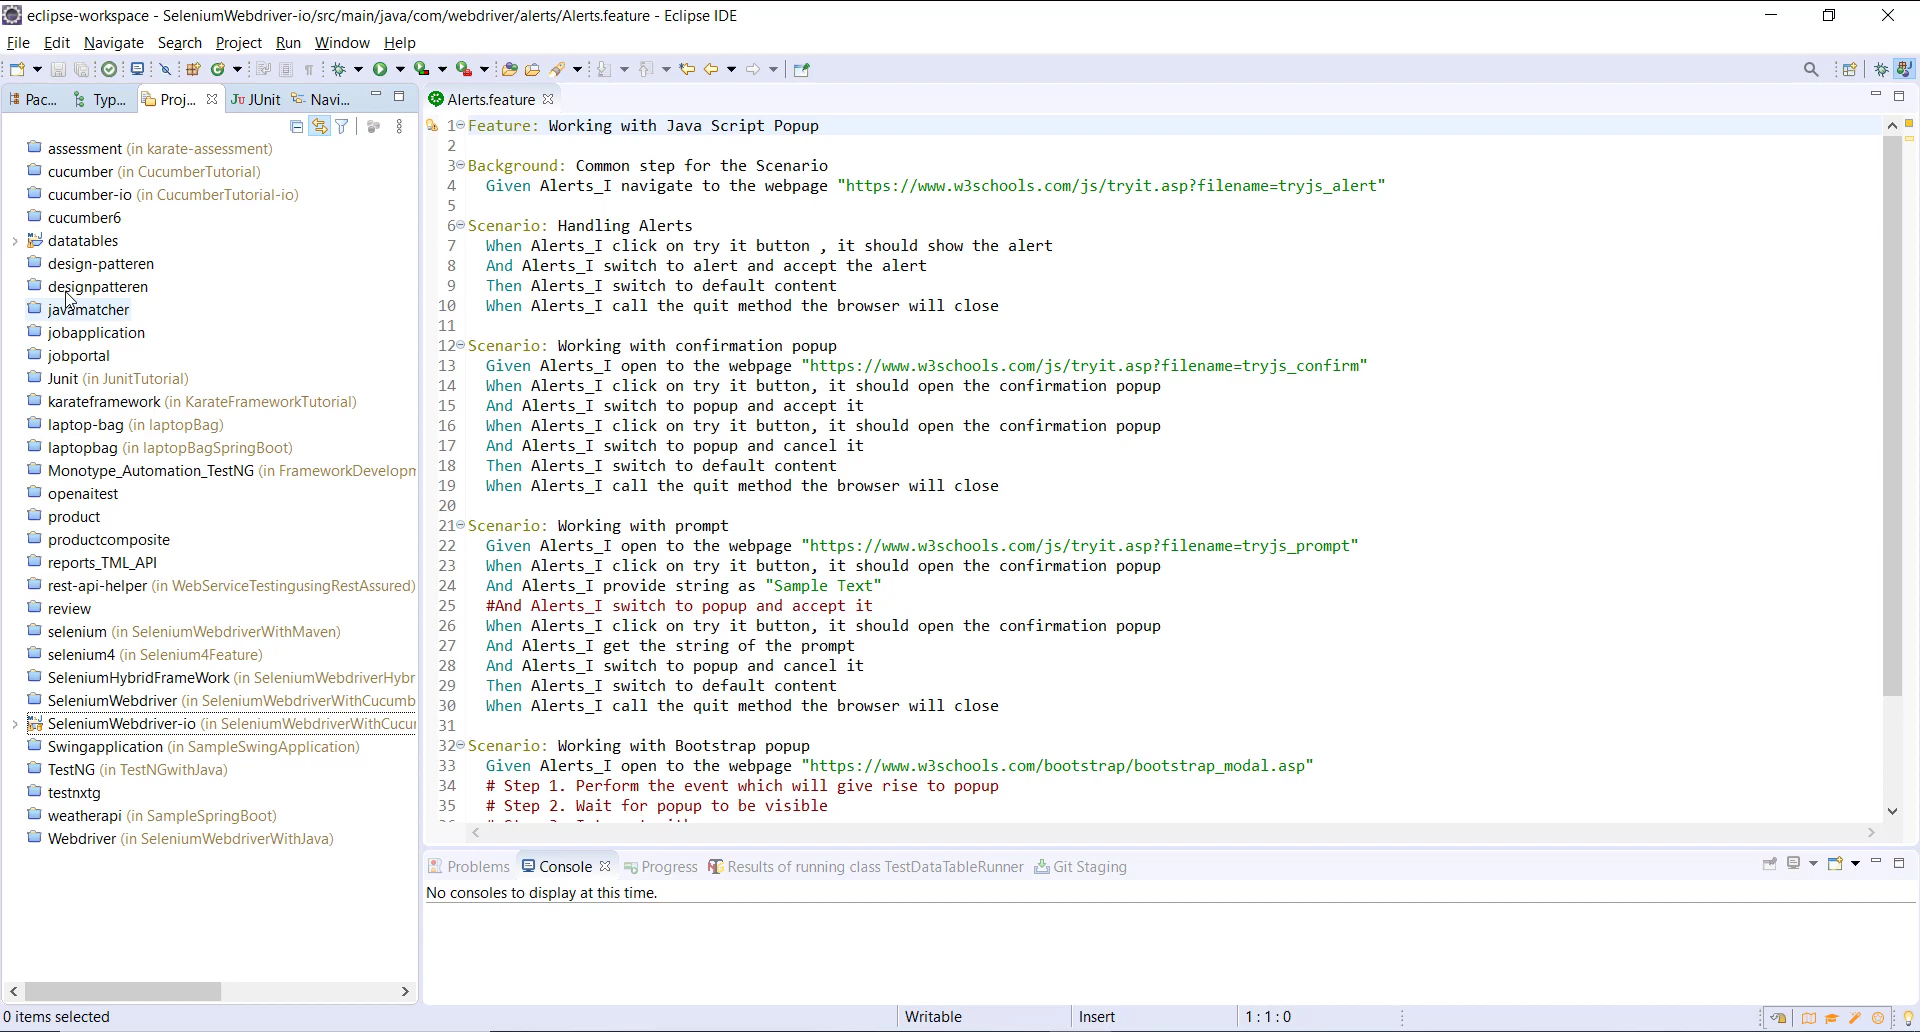 eclipse-workspace - SeleniumWebdriver-io/src/main/java/com/webdriver/alerts/Alerts.feature - Eclipse IDE
File Edit Navigate Search Project Run Window Help
Pac... Typ... Proj... JUnit Navi...
assessment (in karate-assessment)
cucumber (in CucumberTutorial)
cucumber-io (in CucumberTutorial-io)
cucumber6
datatables
design-patteren
designpatteren
javamatcher
jobapplication
jobportal
Junit (in JunitTutorial)
karateframework (in KarateFrameworkTutorial)
laptop-bag (in laptopBag)
laptopbag (in laptopBagSpringBoot)
Monotype_Automation_TestNG (in FrameworkDevelopm
openaitest
product
productcomposite
reports_TML_API
rest-api-helper (in WebServiceTestingusingRestAssured)
review
selenium (in SeleniumWebdriverWithMaven)
selenium4 (in Selenium4Feature)
SeleniumHybridFrameWork (in SeleniumWebdriverHybr
SeleniumWebdriver (in SeleniumWebdriverWithCucumb
SeleniumWebdriver-io (in SeleniumWebdriverWithCucur
Swingapplication (in SampleSwingApplication)
TestNG (in TestNGwithJava)
testnxtg
weatherapi (in SampleSpringBoot)
Webdriver (in SeleniumWebdriverWithJava)
0 items selected
Alerts.feature
1 Feature: Working with Java Script Popup
2
3 Background: Common step for the Scenario
4 Given Alerts_I navigate to the webpage "https://www.w3schools.com/js/tryit.asp?filename=tryjs_alert"
5
6 Scenario: Handling Alerts
7 When Alerts_I click on try it button , it should show the alert
8 And Alerts_I switch to alert and accept the alert
9 Then Alerts_I switch to default content
10 When Alerts_I call the quit method the browser will close
11
12 Scenario: Working with confirmation popup
13 Given Alerts_I open to the webpage "https://www.w3schools.com/js/tryit.asp?filename=tryjs_confirm"
14 When Alerts_I click on try it button, it should open the confirmation popup
15 And Alerts_I switch to popup and accept it
16 When Alerts_I click on try it button, it should open the confirmation popup
17 And Alerts_I switch to popup and cancel it
18 Then Alerts_I switch to default content
19 When Alerts_I call the quit method the browser will close
20
21 Scenario: Working with prompt
22 Given Alerts_I open to the webpage "https://www.w3schools.com/js/tryit.asp?filename=tryjs_prompt"
23 When Alerts_I click on try it button, it should open the confirmation popup
24 And Alerts_I provide string as "Sample Text"
25 #And Alerts_I switch to popup and accept it
26 When Alerts_I click on try it button, it should open the confirmation popup
27 And Alerts_I get the string of the prompt
28 And Alerts_I switch to popup and cancel it
29 Then Alerts_I switch to default content
30 When Alerts_I call the quit method the browser will close
31
32 Scenario: Working with Bootstrap popup
33 Given Alerts_I open to the webpage "https://www.w3schools.com/bootstrap/bootstrap_modal.asp"
34 # Step 1. Perform the event which will give rise to popup
35 # Step 2. Wait for popup to be visible
Problems Console Progress Results of running class TestDataTableRunner Git Staging
No consoles to display at this time.
Writable Insert 1 : 1 : 0